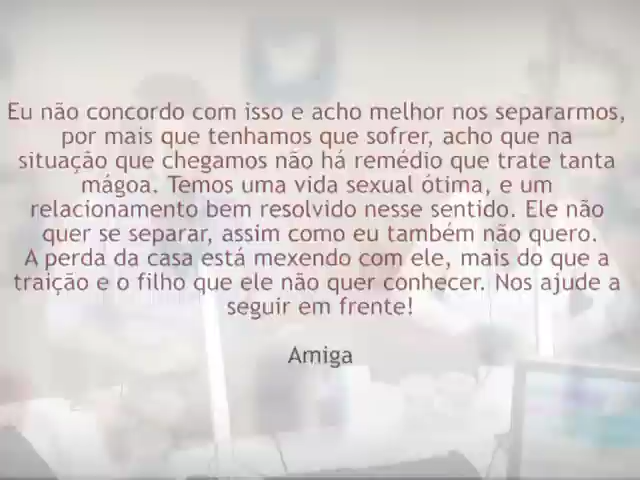 Eu não concordo com isso e acho melhor nos separarmos,
por mais que tenhamos que sofrer, acho que na
situação que chegamos não há remédio que trate tanta
mágoa. Temos uma vida sexual ótima, e um
relacionamento bem resolvido nesse sentido. Ele não
quer se separar, assim como eu também não quero.
A perda da casa está mexendo com ele, mais do que a
traição e o filho que ele não quer conhecer. Nos ajude a
seguir em frente!
Amiga